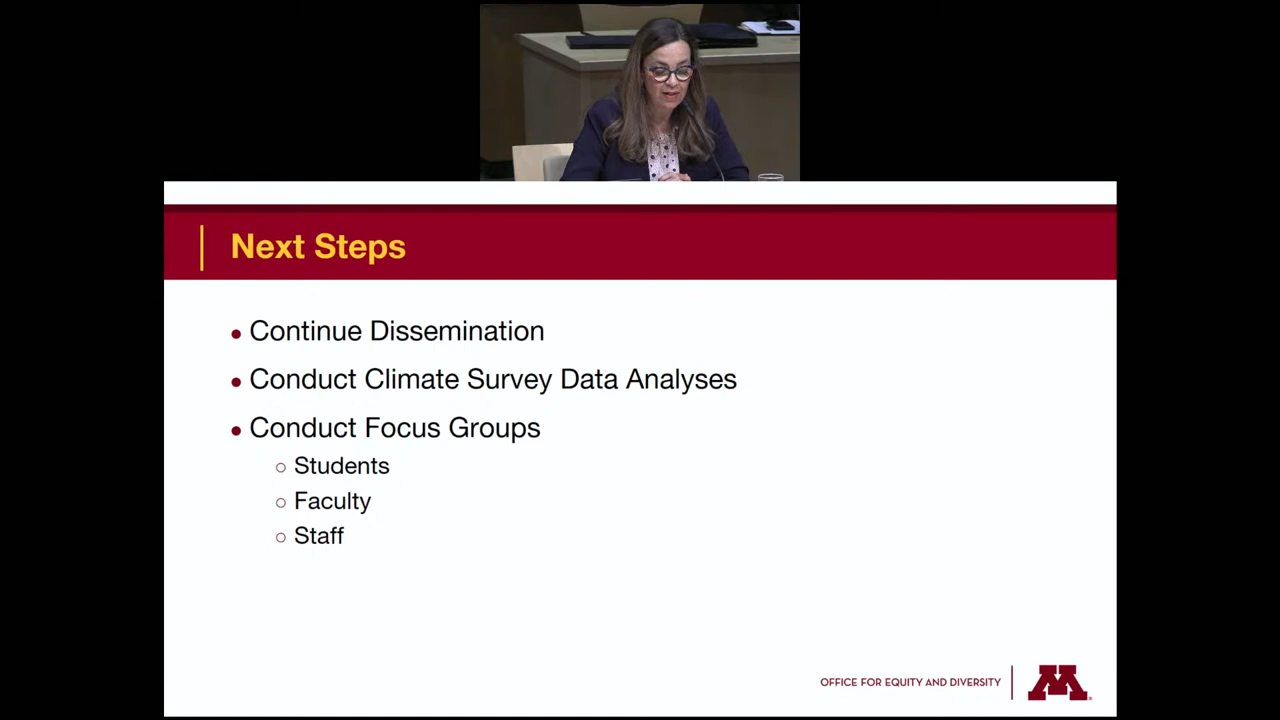 Next Steps
• Continue Dissemination
• Conduct Climate Survey Data Analyses
• Conduct Focus Groups
○ Students
○ Faculty
○ Staff
OFFICE FOR EQUITY AND DIVERSITY
M